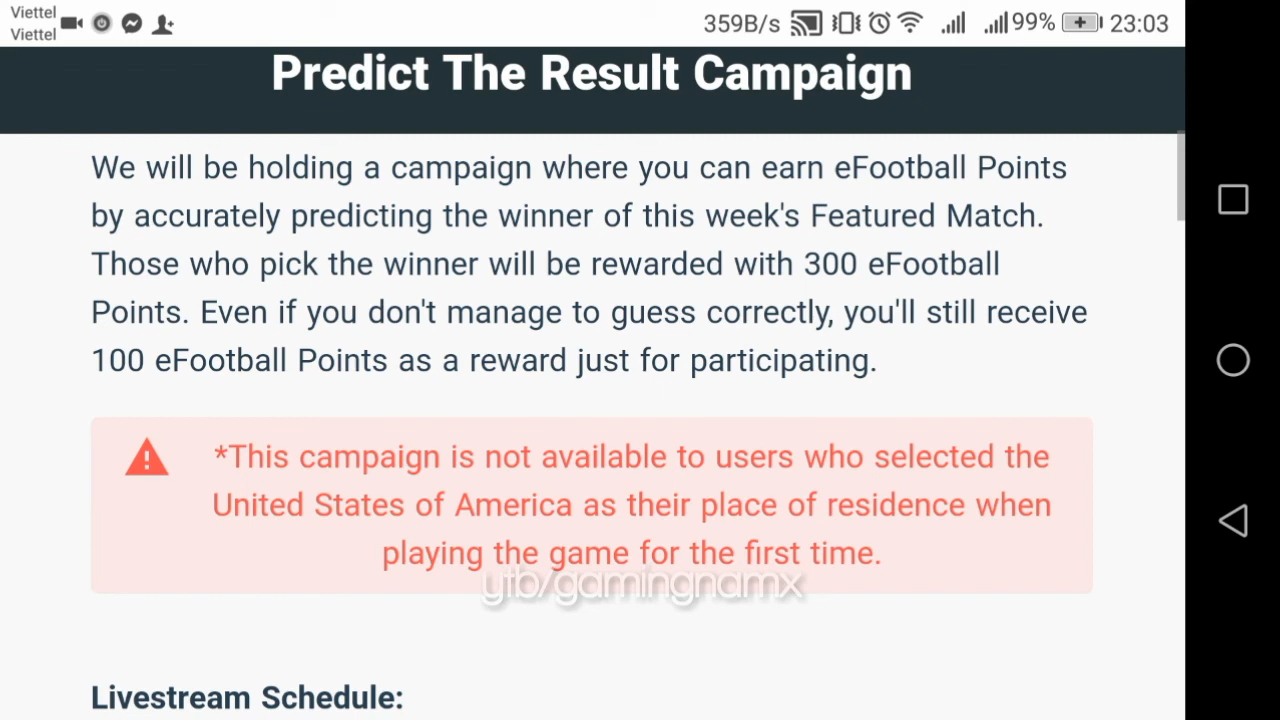 Viettel
Viettel
359B/s
99%
23:03
Predict The Result Campaign
We will be holding a campaign where you can earn eFootball Points
by accurately predicting the winner of this week's Featured Match.
Those who pick the winner will be rewarded with 300 eFootball
Points. Even if you don't manage to guess correctly, you'll still receive
100 eFootball Points as a reward just for participating.
*This campaign is not available to users who selected the
United States of America as their place of residence when
playing the game for the first time.
ytb/gamingnamx
Livestream Schedule: